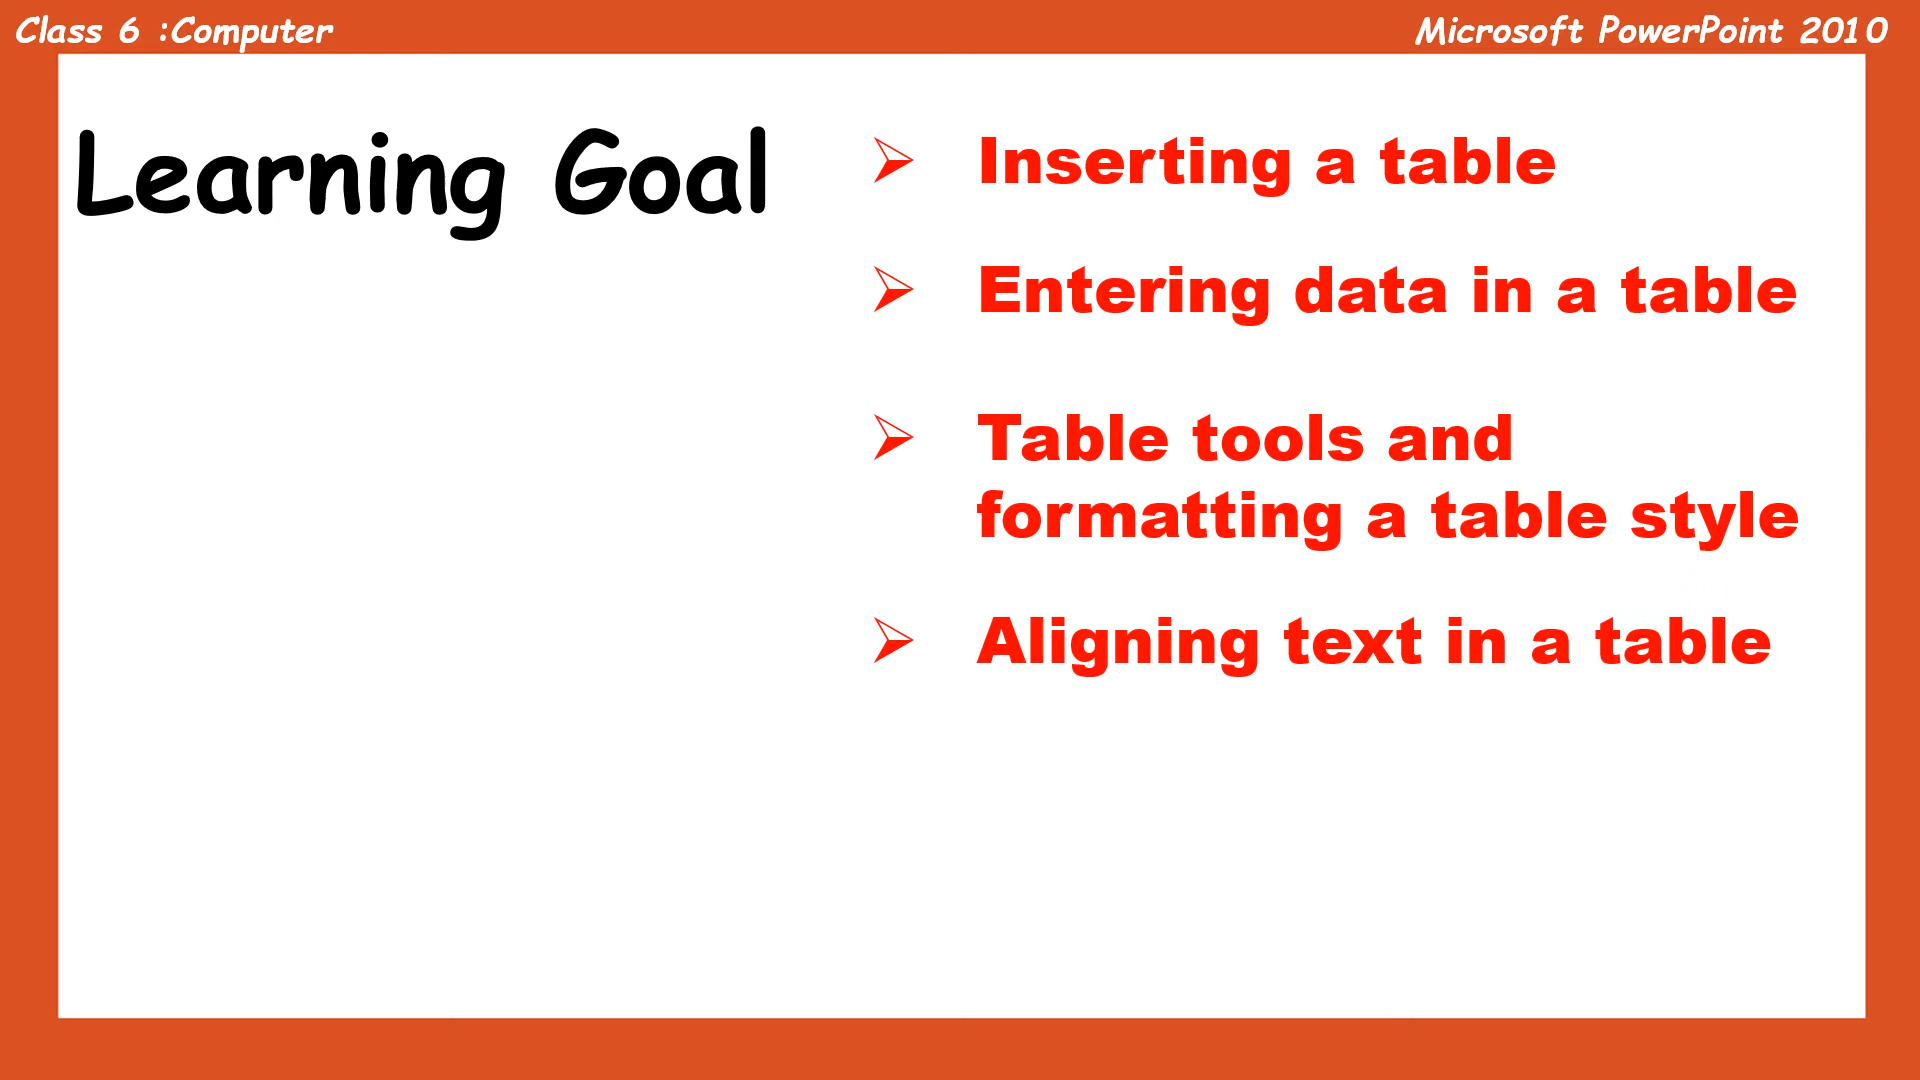 Class 6 :Computer
Microsoft PowerPoint 2010
Learning Goal
➢ Inserting a table
➢ Entering data in a table
➢ Table tools and
formatting a table style
➢ Aligning text in a table